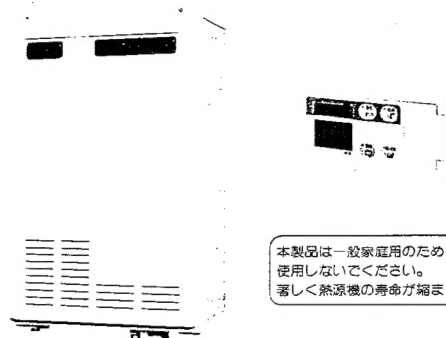 本製品は一般家庭用のため
使用しないでください。
著しく熱源機の寿命が縮ま